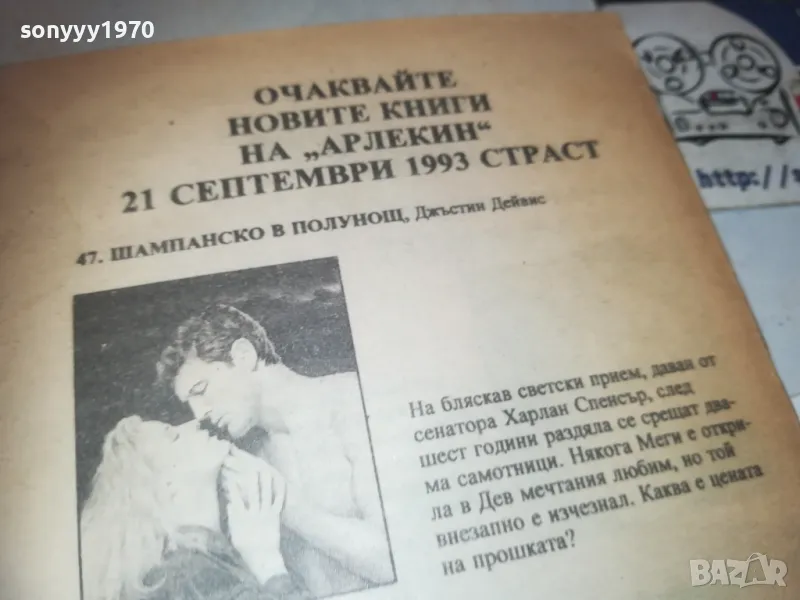 sonyyy1970
ОЧАКВАЙТЕ
НОВИТЕ КНИГИ
НА „АРЛЕКИН“
21 СЕПТЕМВРИ 1993 СТРАСТ
http://
47. ШАМПАНСКО В ПОЛУНОЩ, Джъстин Дейвис
На бляскав светски прием, даван от
сенатора Харлан Спенсър, след
шест години раздяла се срещат два-
ма самотници. Някога Меги е откри-
ла в Дев мечтания любим, но той
внезапно е изчезнал. Каква е цената
на прошката?
BAZAR